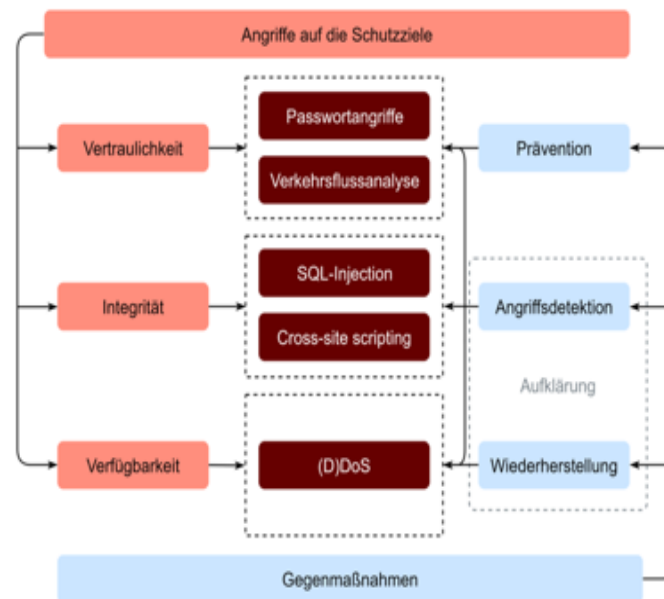 Angriffe auf die Schutzziele
Passwortangriffe
Vertraulichkeit
Prävention
Verkehrsflussanalyse
SQL-Injection
Integrität
Angriffsdetektion
Cross-site scripting
Aufklärung
Verfügbarkeit
(D)DoS
Wiederherstellung
Gegenmaßnahmen